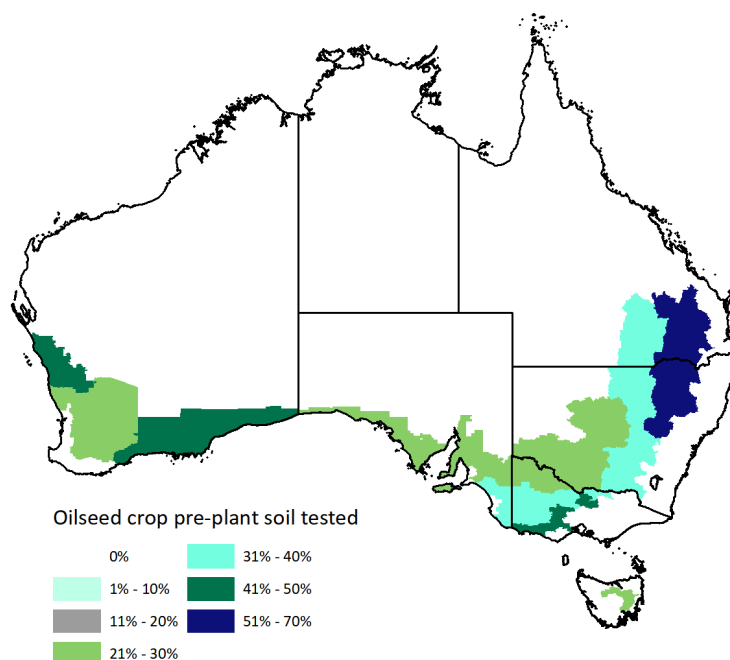 Oilseed crop pre-plant soil tested
0%
1% - 10%
11% - 20%
21% - 30%
31% - 40%
41% - 50%
51% - 70%